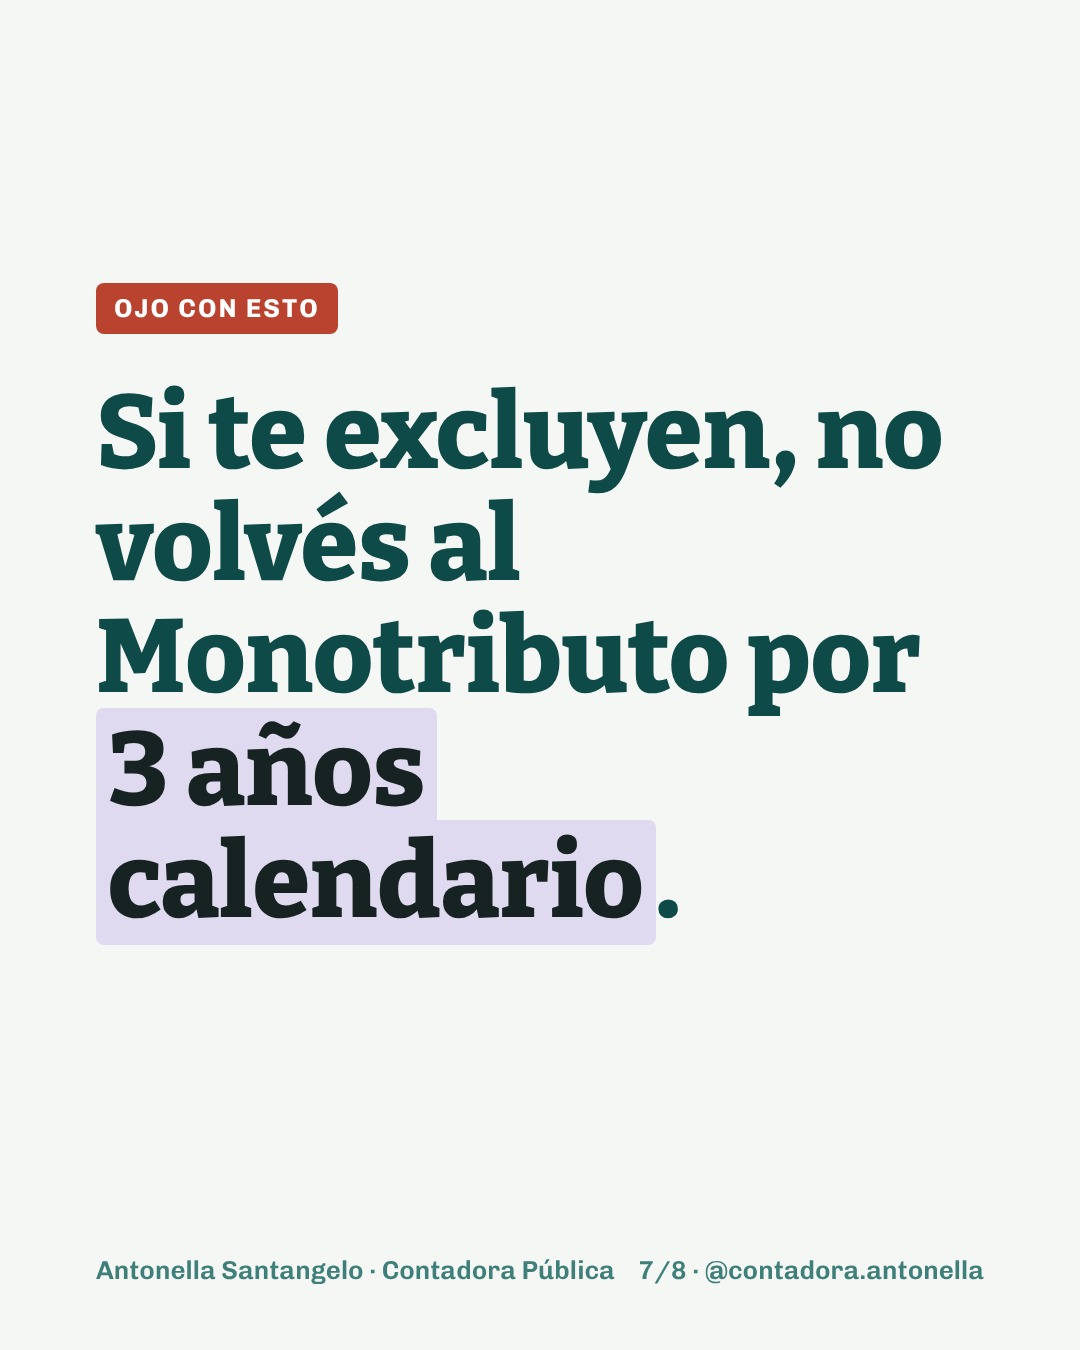 OJO CON ESTO
Si te excluyen, no
volvés al
Monotributo por
3 años
calendario.
Antonella Santangelo · Contadora Pública 7/8 · @contadora.antonella